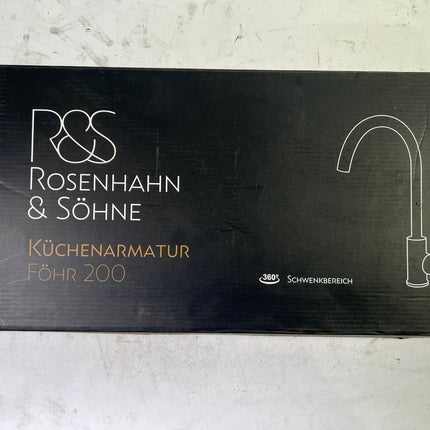 R&S
ROSENHAHN
& SÖHNE
KÜCHENARMATUR
FÖHR 200
360°
SCHWENKBEREICH